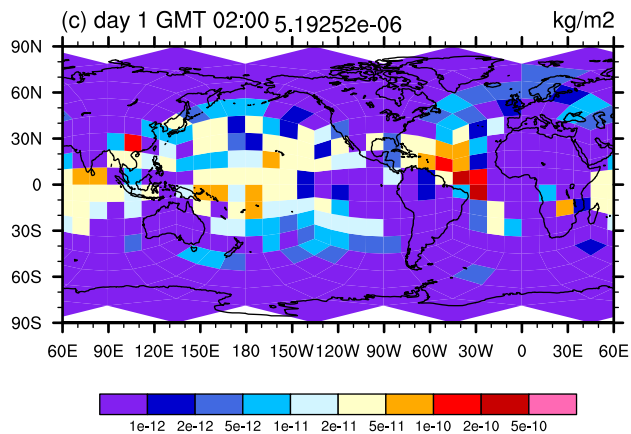 (c) day 1 GMT 02:00 5.19252e-06 kg/m2
90N
60N
30N
0
30S
60S
90S
60E 90E 120E 150E 180 150W 120W 90W 60W 30W 0 30E 60E
1e-12 2e-12 5e-12 1e-11 2e-11 5e-11 1e-10 2e-10 5e-10